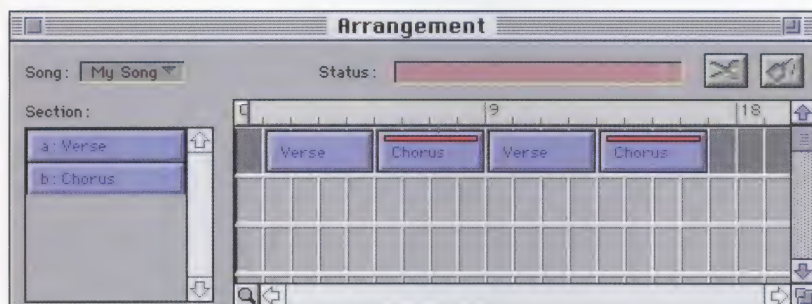 Arrangement
Song: My Song
Status:
Section:
9
18
a: Verse
b: Chorus
Verse
Chorus
Verse
Chorus